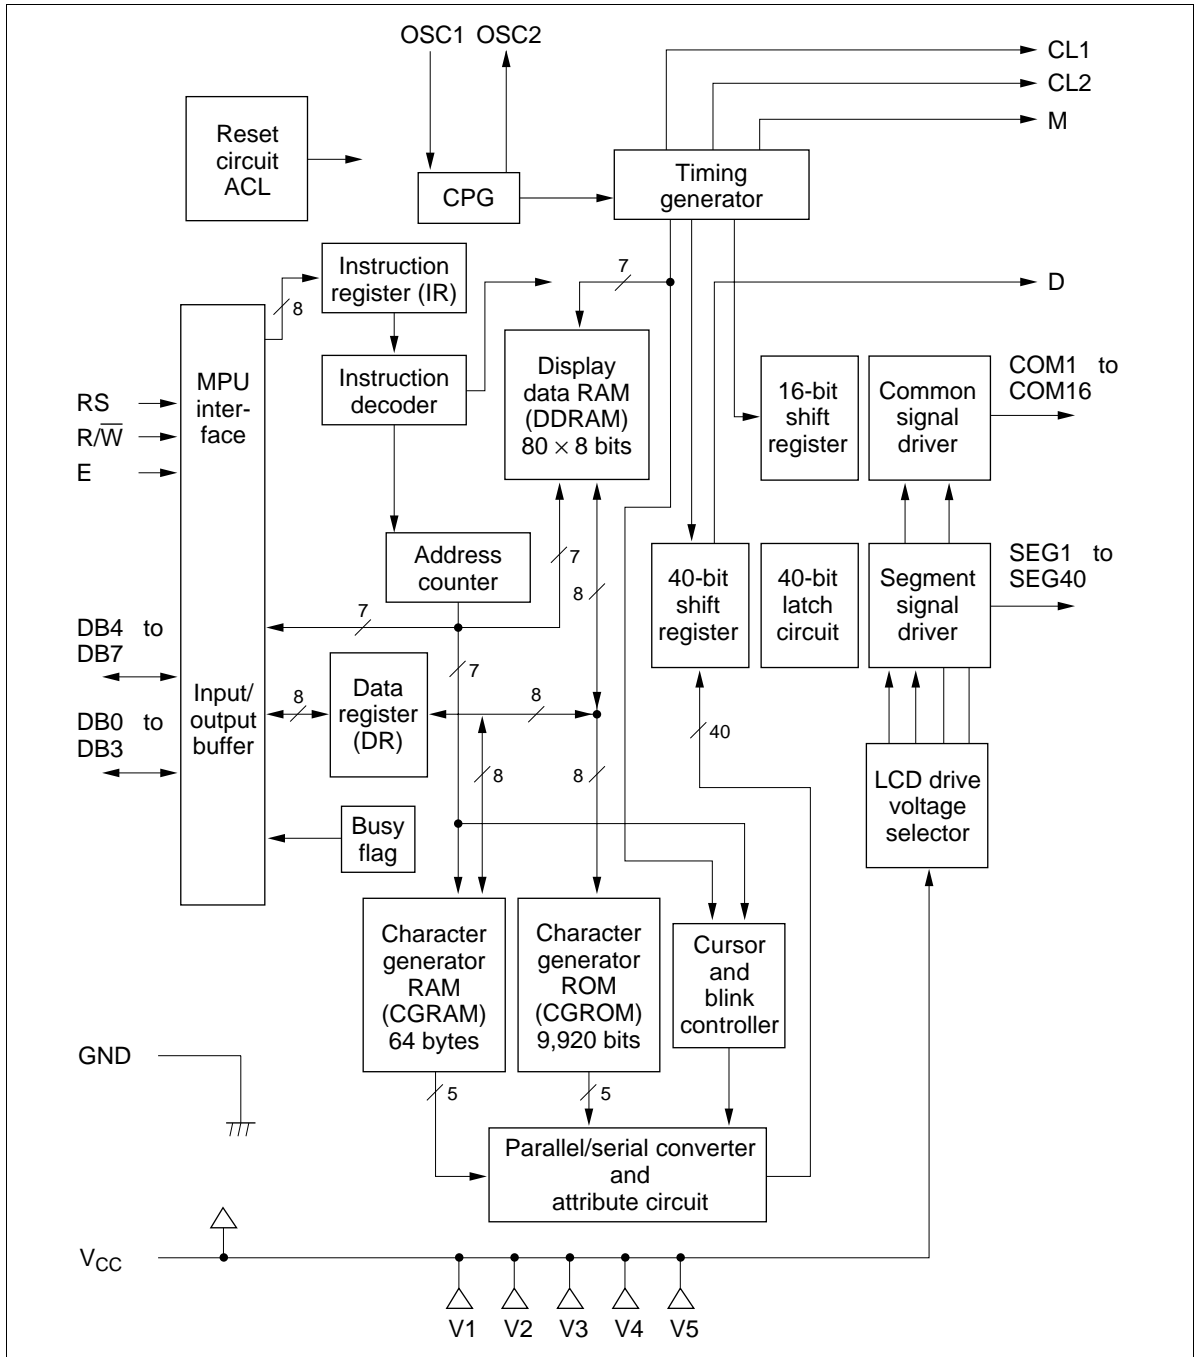 OSC1 OSC2
CL1
CL2
M
Reset
circuit
ACL
CPG
Timing
generator
Instruction
register (IR)
8
7
D
MPU
inter-
face
Instruction
decoder
Display
data RAM
(DDRAM)
80 × 8 bits
16-bit
shift
register
Common
signal
driver
COM1 to
COM16
RS
R/W̅
E
Address
counter
7
8
40-bit
shift
register
40-bit
latch
circuit
Segment
signal
driver
SEG1 to
SEG40
7
DB4 to
DB7
7
Input/
output
buffer
8
Data
register
(DR)
8
40
DB0 to
DB3
8
8
LCD drive
voltage
selector
Busy
flag
Character
generator
RAM
(CGRAM)
64 bytes
Character
generator
ROM
(CGROM)
9,920 bits
Cursor
and
blink
controller
GND
5
5
Parallel/serial converter
and
attribute circuit
VCC
V1 V2 V3 V4 V5